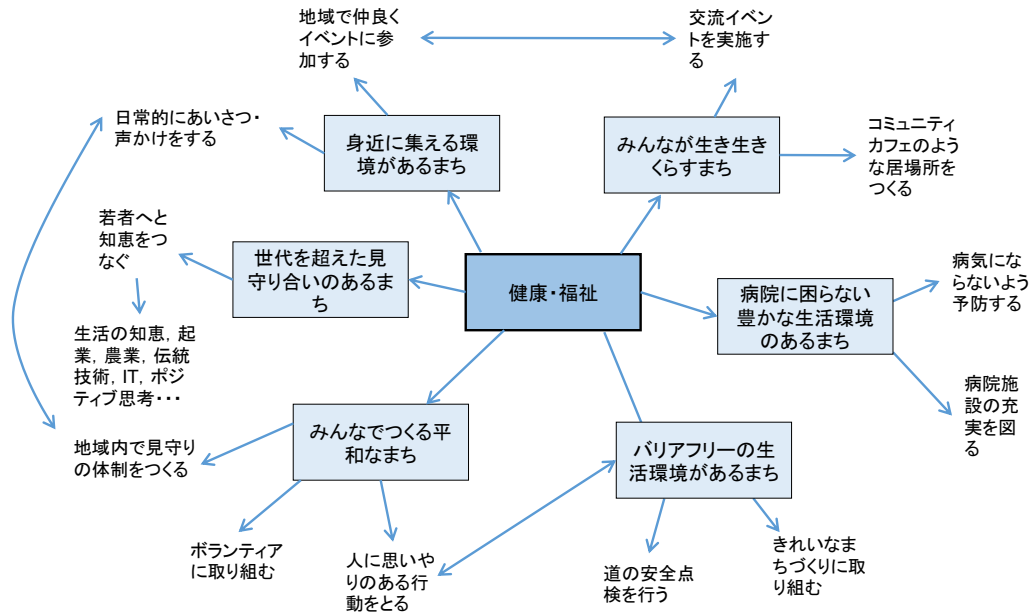 地域で仲良く
イベントに参
加する
交流イベン
トを実施す
る
日常的にあいさつ・
声かけをする
身近に集える環
境があるまち
みんなが生き生き
くらすまち
コミュニティ
カフェのよう
な居場所を
つくる
若者へと
知恵をつ
なぐ
世代を超えた見
守り合いのあるま
ち
健康・福祉
病院に困らない
豊かな生活環境
のあるまち
病気にな
らないよう
予防する
生活の知恵, 起
業, 農業, 伝統
技術, IT, ポジ
ティブ思考・・・
病院施
設の充
実を図
る
地域内で見守り
の体制をつくる
みんなでつくる平
和なまち
バリアフリーの生
活環境があるまち
ボランティア
に取り組む
人に思いや
りのある行
動をとる
道の安全点
検を行う
きれいなま
ちづくりに取
り組む